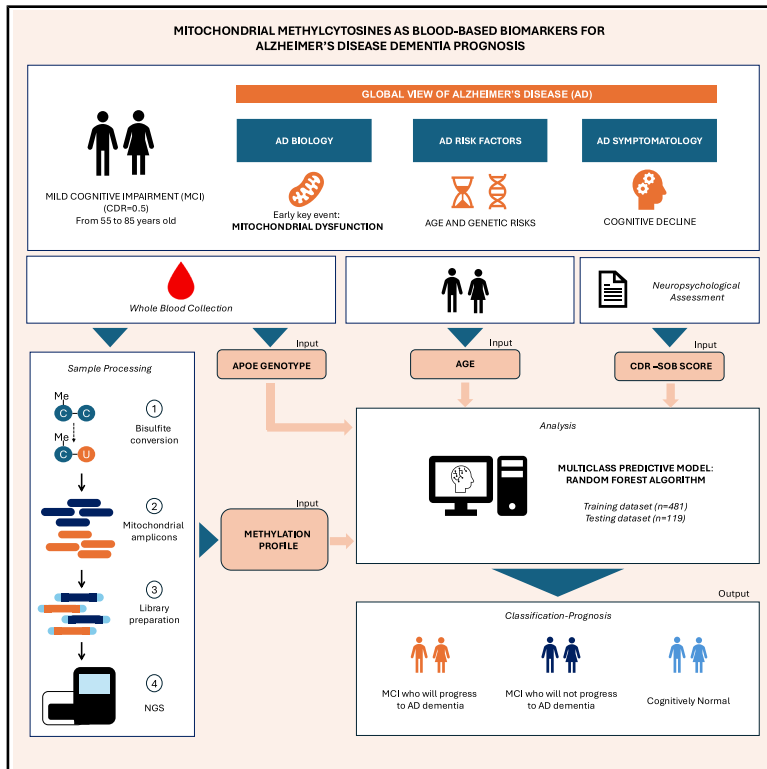 MITOCHONDRIAL METHYLCYTOSINES AS BLOOD-BASED BIOMARKERS FOR
ALZHEIMER'S DISEASE DEMENTIA PROGNOSIS
GLOBAL VIEW OF ALZHEIMER'S DISEASE (AD)
AD BIOLOGY
AD RISK FACTORS
AD SYMPTOMATOLOGY
MILD COGNITIVE IMPAIRMENT (MCI)
(CDR=0.5)
From 55 to 85 years old
Early key event:
MITOCHONDRIAL DYSFUNCTION
AGE AND GENETIC RISKS
COGNITIVE DECLINE
Whole Blood Collection
Neuropsychological
Assessment
Sample Processing
Input
APOE GENOTYPE
Input
AGE
Input
CDR –SOB SCORE
Me
C
C
1
Bisulfite
conversion
Me
C
U
2
Mitochondrial
amplicons
3
Library
preparation
4
NGS
Input
METHYLATION
PROFILE
Analysis
MULTICLASS PREDICTIVE MODEL:
RANDOM FOREST ALGORITHM
Training dataset (n=481)
Testing dataset (n=119)
Output
Classification-Prognosis
MCI who will progress
to AD dementia
MCI who will not progress
to AD dementia
Cognitively Normal